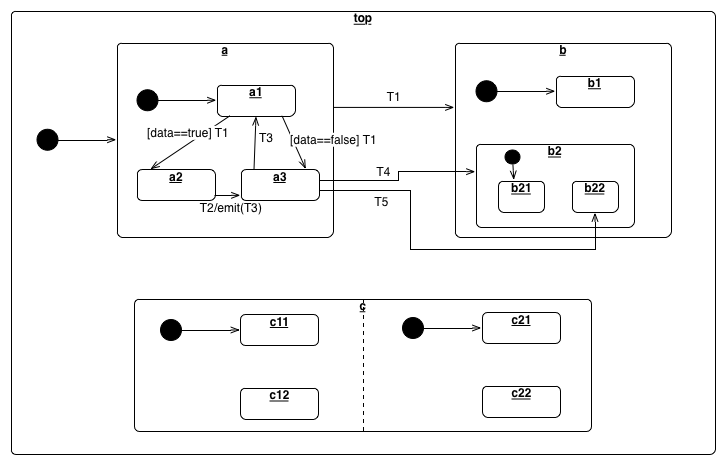 top
a
b
a1
b1
T1
[data==true] T1
T3
[data==false] T1
b2
T4
a2
a3
b21
b22
T5
T2/emit(T3)
c
c11
c21
c12
c22